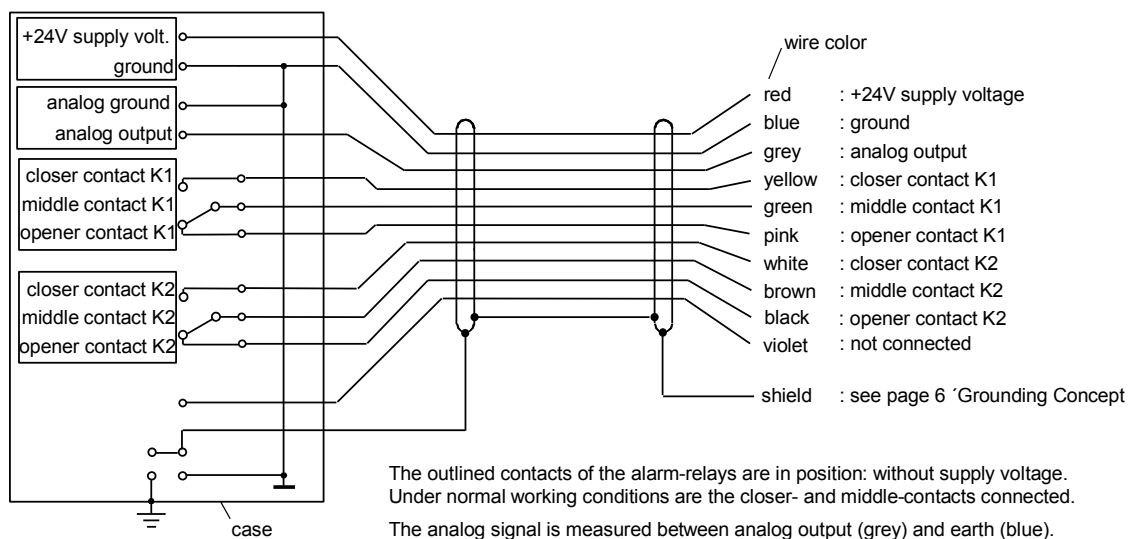 +24V supply volt.
ground
analog ground
analog output
closer contact K1
middle contact K1
opener contact K1
closer contact K2
middle contact K2
opener contact K2
case
wire color
red : +24V supply voltage
blue : ground
grey : analog output
yellow : closer contact K1
green : middle contact K1
pink : opener contact K1
white : closer contact K2
brown : middle contact K2
black : opener contact K2
violet : not connected
shield : see page 6 ´Grounding Concept
The outlined contacts of the alarm-relays are in position: without supply voltage.
Under normal working conditions are the closer- and middle-contacts connected.
The analog signal is measured between analog output (grey) and earth (blue).